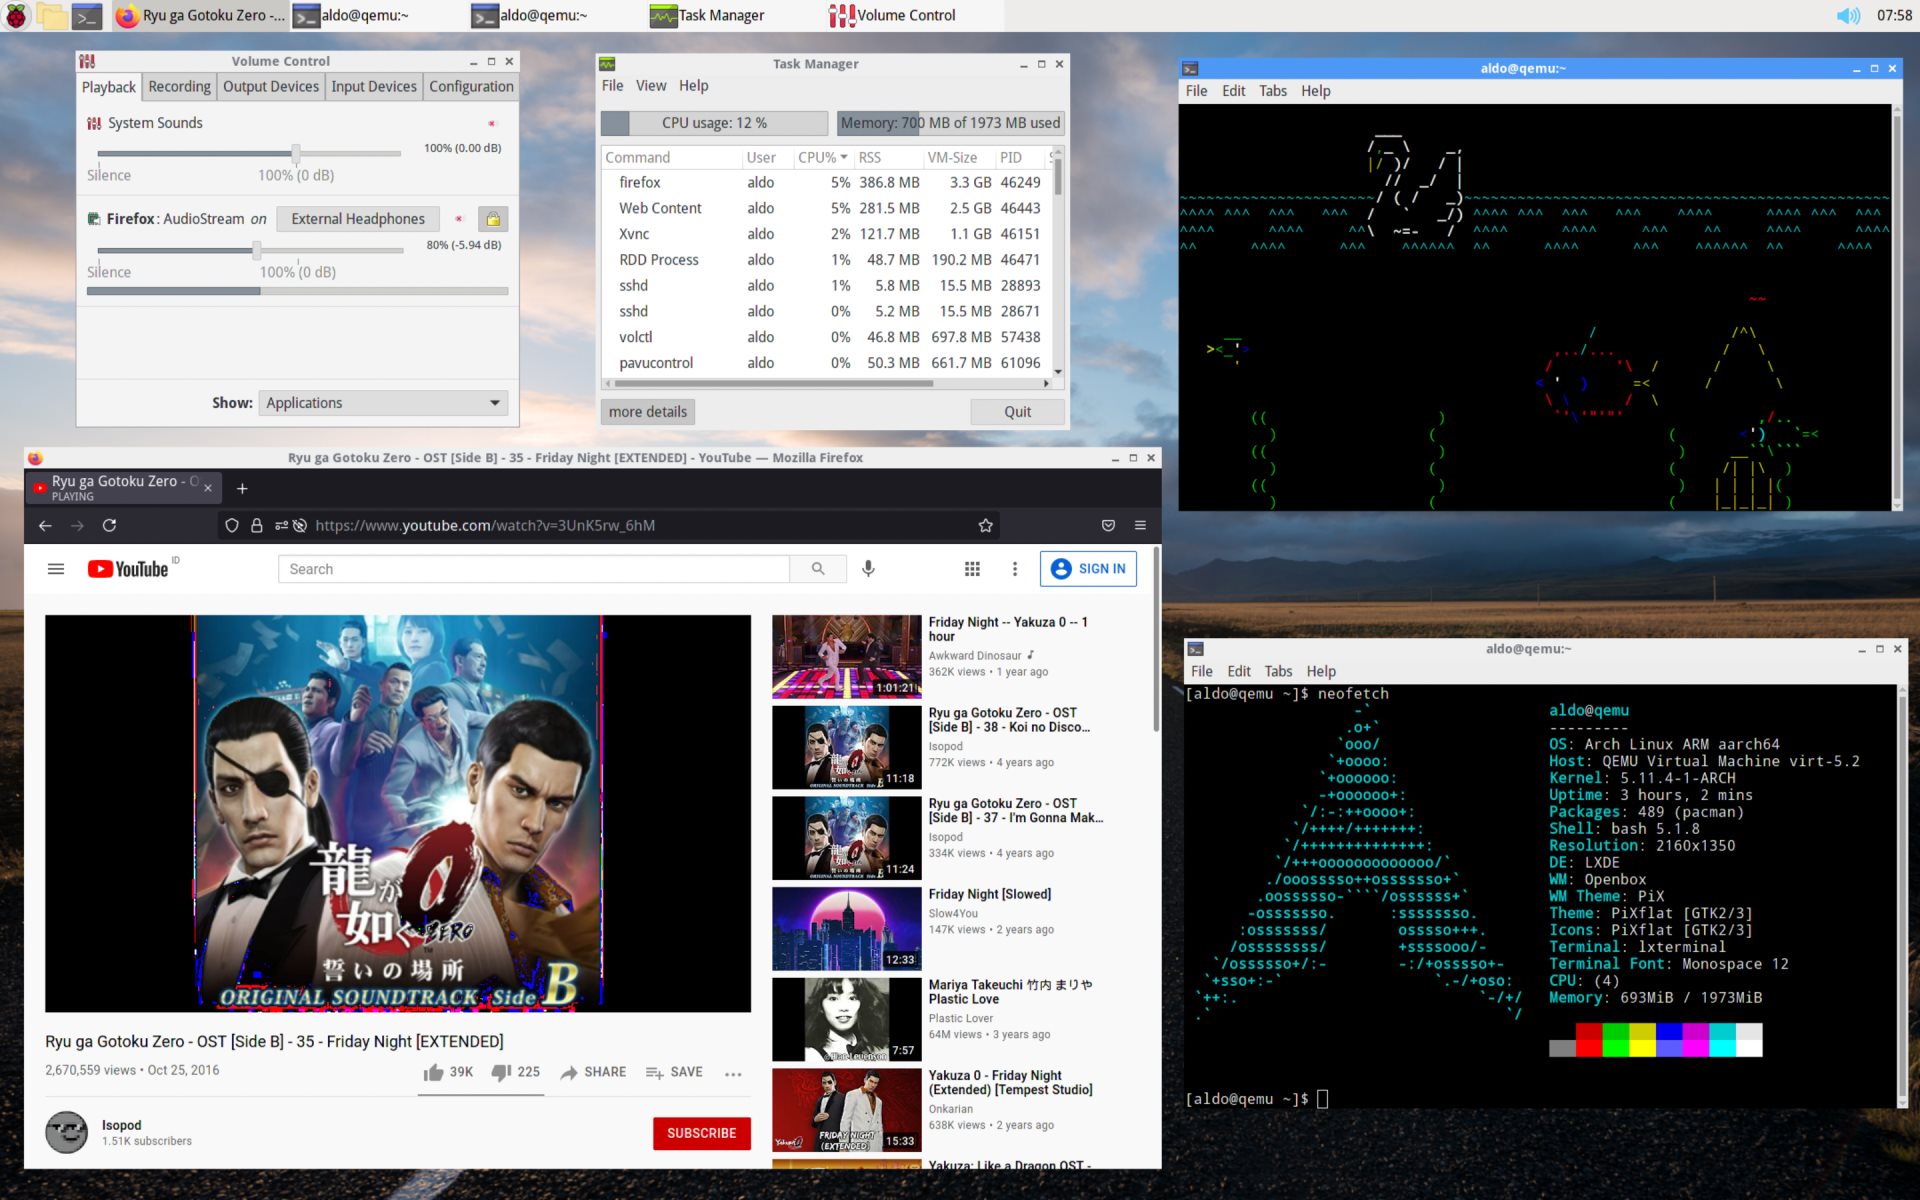 Ryu ga Gotoku Zero -... aldo@qemu:~ aldo@qemu:~ Task Manager Volume Control 07:58
Volume Control
Playback Recording Output Devices Input Devices Configuration
System Sounds
100% (0.00 dB)
Silence 100% (0 dB)
Firefox: AudioStream on External Headphones
80% (-5.94 dB)
Silence 100% (0 dB)
Show: Applications
Task Manager
File View Help
CPU usage: 12 % Memory: 700 MB of 1973 MB used
Command User CPU% RSS VM-Size PID
firefox aldo 5% 386.8 MB 3.3 GB 46249
Web Content aldo 5% 281.5 MB 2.5 GB 46443
Xvnc aldo 2% 121.7 MB 1.1 GB 46151
RDD Process aldo 1% 48.7 MB 190.2 MB 46471
sshd aldo 1% 5.8 MB 15.5 MB 28893
sshd aldo 0% 5.2 MB 15.5 MB 28671
volctl aldo 0% 46.8 MB 697.8 MB 57438
pavucontrol aldo 0% 50.3 MB 661.7 MB 61096
more details Quit
aldo@qemu:~
File Edit Tabs Help
Ryu ga Gotoku Zero - OST [Side B] - 35 - Friday Night [EXTENDED] - YouTube — Mozilla Firefox
Ryu ga Gotoku Zero - O
PLAYING
https://www.youtube.com/watch?v=3UnK5rw_6hM
YouTube ID
Search
SIGN IN
龍が如く0
ZERO
誓いの場所
ORIGINAL SOUNDTRACK Side B
Ryu ga Gotoku Zero - OST [Side B] - 35 - Friday Night [EXTENDED]
2,670,559 views • Oct 25, 2016
39K 225 SHARE SAVE ...
Isopod
1.51K subscribers
SUBSCRIBE
Friday Night -- Yakuza 0 -- 1
hour
Awkward Dinosaur
362K views • 1 year ago
1:01:21
Ryu ga Gotoku Zero - OST
[Side B] - 38 - Koi no Disco...
Isopod
772K views • 4 years ago
11:18
Ryu ga Gotoku Zero - OST
[Side B] - 37 - I'm Gonna Mak...
Isopod
334K views • 4 years ago
11:24
Friday Night [Slowed]
Slow4You
147K views • 2 years ago
12:33
Mariya Takeuchi 竹内 まりや
Plastic Love
Plastic Lover
64M views • 3 years ago
7:57
Yakuza 0 - Friday Night
(Extended) [Tempest Studio]
Onkarian
638K views • 2 years ago
FRIDAY NIGHT
(EXTENDED)
15:33
Yakuza: Like a Dragon OST -
aldo@qemu:~
File Edit Tabs Help
[aldo@qemu ~]$ neofetch
aldo@qemu
---------
OS: Arch Linux ARM aarch64
Host: QEMU Virtual Machine virt-5.2
Kernel: 5.11.4-1-ARCH
Uptime: 3 hours, 2 mins
Packages: 489 (pacman)
Shell: bash 5.1.8
Resolution: 2160x1350
DE: LXDE
WM: Openbox
WM Theme: PiX
Theme: PiXflat [GTK2/3]
Icons: PiXflat [GTK2/3]
Terminal: lxterminal
Terminal Font: Monospace 12
CPU: (4)
Memory: 693MiB / 1973MiB
[aldo@qemu ~]$